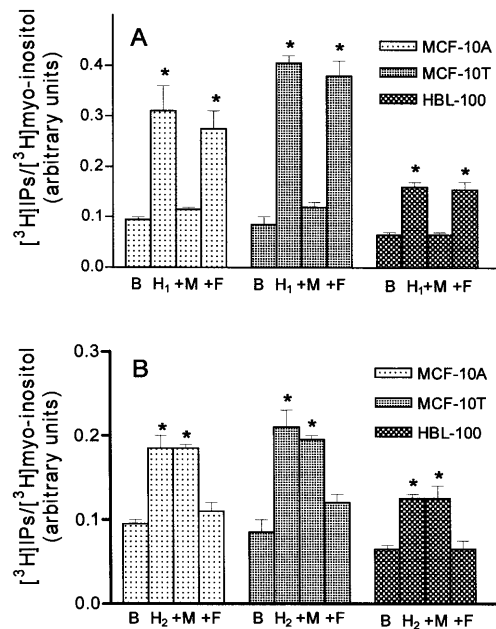 A
[³H]IPs/[³H]myo-inositol
(arbitrary units)
MCF-10A
MCF-10T
HBL-100
0.4
0.3
0.2
0.1
0.0
* * * * * *
B H₁ +M +F B H₁ +M +F B H₁ +M +F
B
[³H]IPs/[³H]myo-inositol
(arbitrary units)
MCF-10A
MCF-10T
HBL-100
0.3
0.2
0.1
0.0
* * * * * *
B H₂ +M +F B H₂ +M +F B H₂ +M +F